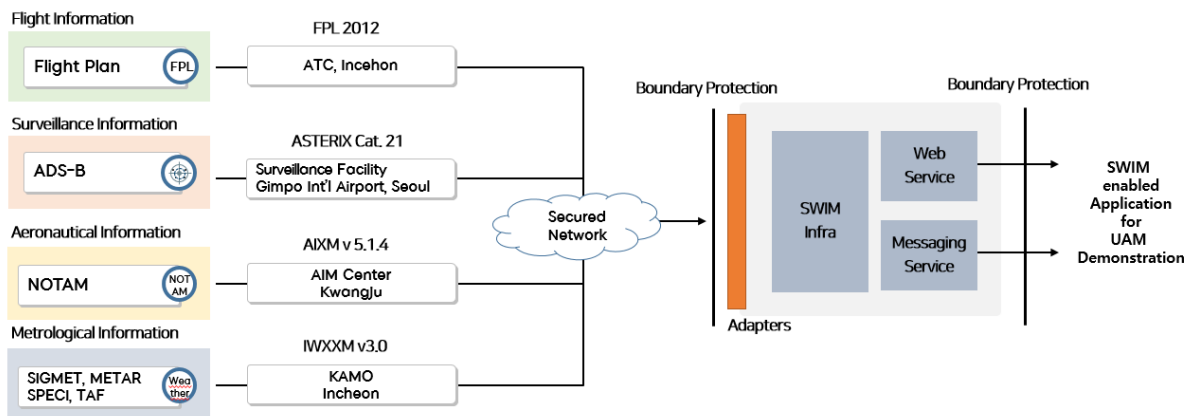 Flight Information
Flight Plan
FPL
FPL 2012
ATC, Incehon
Surveillance Information
ADS-B
ASTERIX Cat. 21
Surveillance Facility
Gimpo Int'l Airport, Seoul
Aeronautical Information
NOTAM
NOT
AM
AIXM v 5.1.4
AIM Center
KwangJu
Metrological Information
SIGMET, METAR
SPECI, TAF
Wea
ther
IWXXM v3.0
KAMO
Incheon
Secured
Network
Boundary Protection
Adapters
SWIM
Infra
Web
Service
Messaging
Service
Boundary Protection
SWIM
enabled
Application
for
UAM
Demonstration